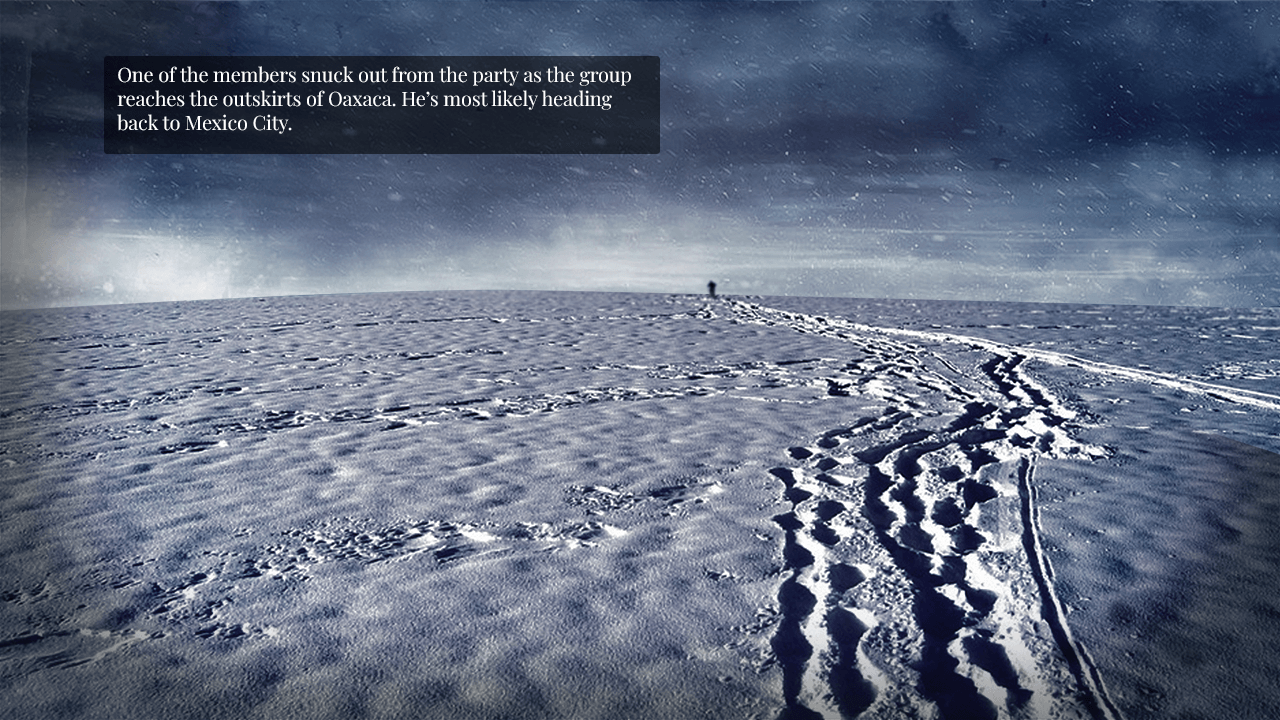 One of the members snuck out from the party as the group
reaches the outskirts of Oaxaca. He’s most likely heading
back to Mexico City.